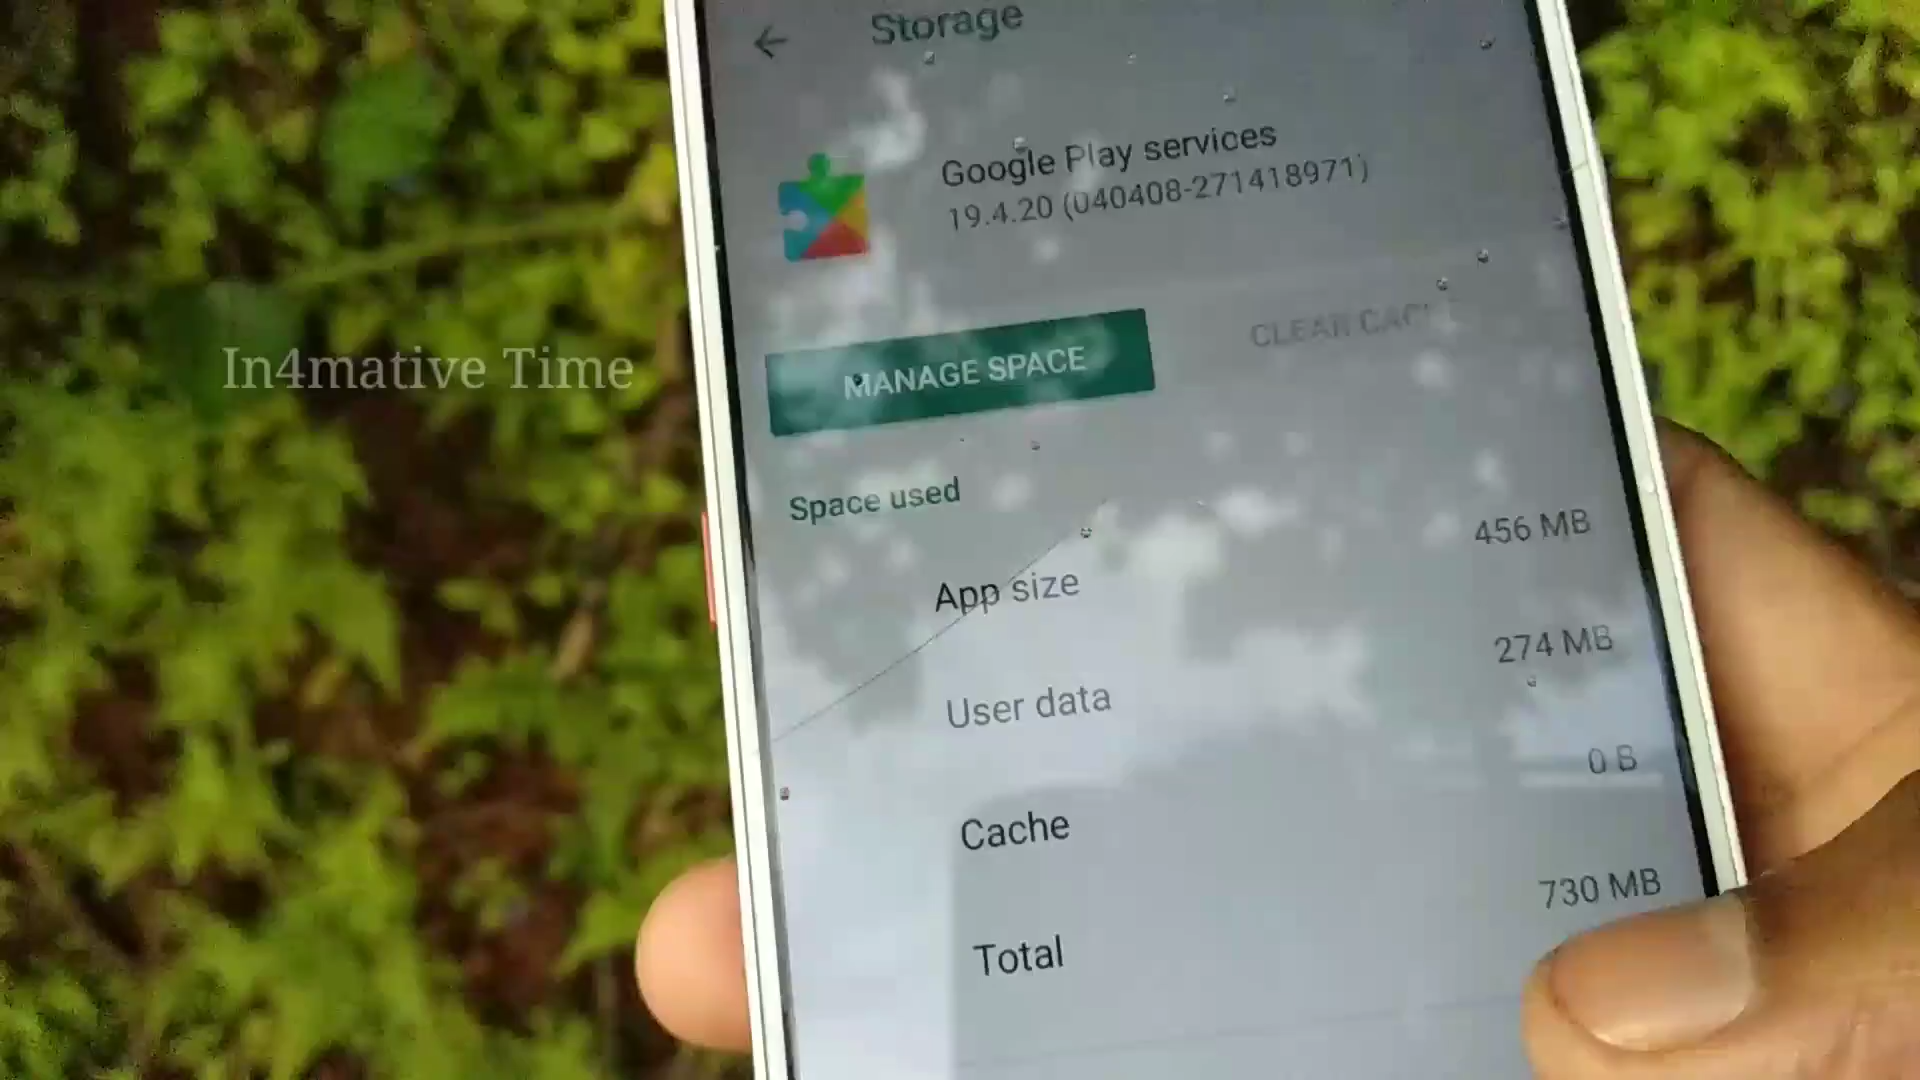 Storage
Google Play services
19.4.20 (040408-271418971)
MANAGE SPACE
CLEAR
In4mative Time
Space used
App size
456 MB
User data
274 MB
Cache
0 B
Total
730 MB